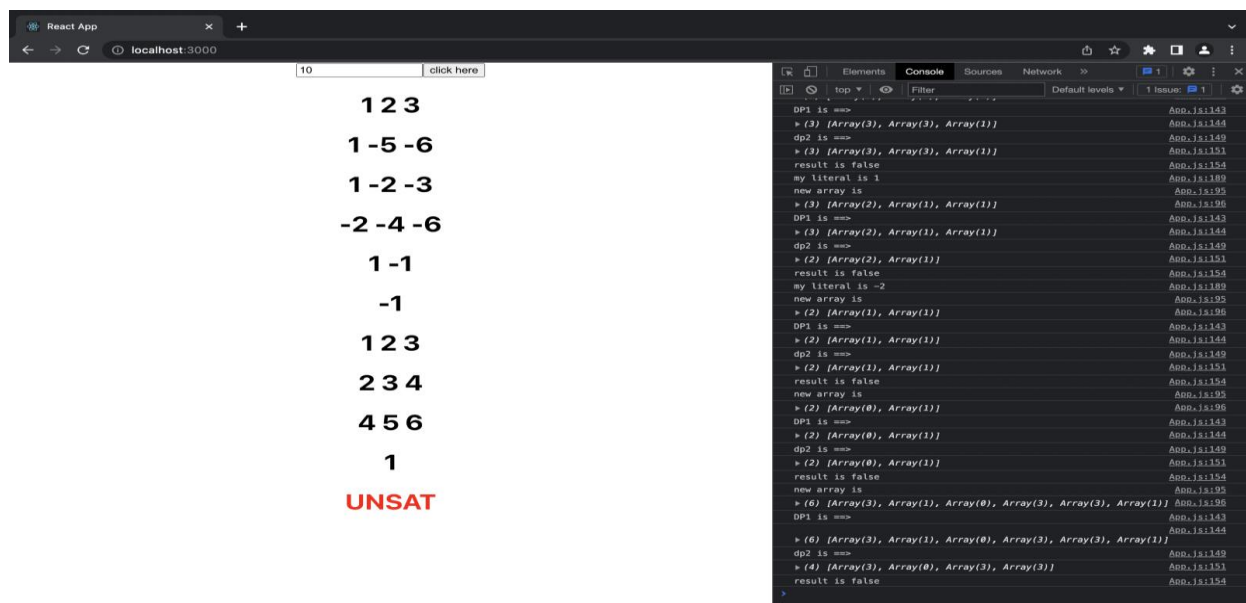 React App
localhost:3000
10 click here
1 2 3
1 -5 -6
1 -2 -3
-2 -4 -6
1 -1
-1
1 2 3
2 3 4
4 5 6
1
UNSAT
Elements Console Sources Network » 1
top ▼ Filter Default levels ▼ 1 Issue: 1
DP1 is ==> App.js:143
▸ (3) [Array(3), Array(3), Array(1)] App.js:144
dp2 is ==> App.js:149
▸ (3) [Array(3), Array(3), Array(1)] App.js:151
result is false App.js:154
my literal is 1 App.js:189
new array is App.js:95
▸ (3) [Array(2), Array(1), Array(1)] App.js:96
DP1 is ==> App.js:143
▸ (3) [Array(2), Array(1), Array(1)] App.js:144
dp2 is ==> App.js:149
▸ (2) [Array(2), Array(1)] App.js:151
result is false App.js:154
my literal is -2 App.js:189
new array is App.js:95
▸ (2) [Array(1), Array(1)] App.js:96
DP1 is ==> App.js:143
▸ (2) [Array(1), Array(1)] App.js:144
dp2 is ==> App.js:149
▸ (2) [Array(1), Array(1)] App.js:151
result is false App.js:154
new array is App.js:95
▸ (2) [Array(0), Array(1)] App.js:96
DP1 is ==> App.js:143
▸ (2) [Array(0), Array(1)] App.js:144
dp2 is ==> App.js:149
▸ (2) [Array(0), Array(1)] App.js:151
result is false App.js:154
new array is App.js:95
▸ (6) [Array(3), Array(1), Array(0), Array(3), Array(3), Array(1)] App.js:96
DP1 is ==> App.js:143
App.js:144
▸ (6) [Array(3), Array(1), Array(0), Array(3), Array(3), Array(1)]
dp2 is ==> App.js:149
▸ (4) [Array(3), Array(0), Array(3), Array(3)] App.js:151
result is false App.js:154